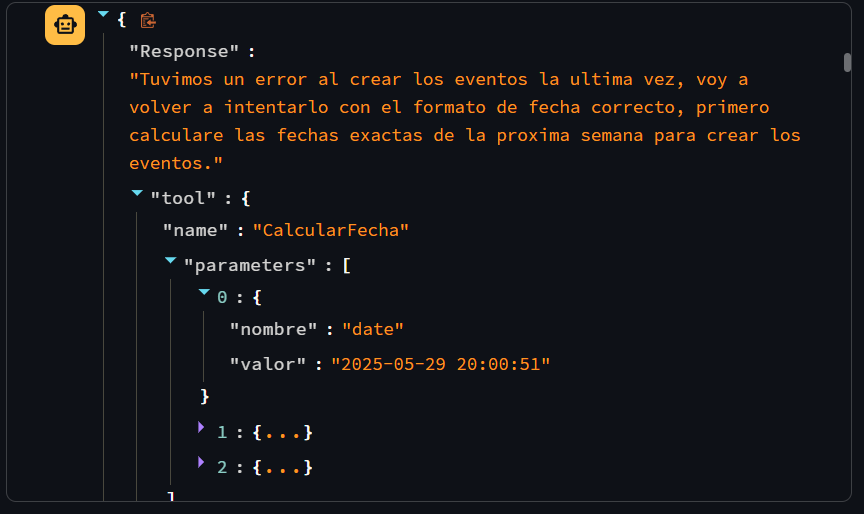 {
"Response" :
"Tuvimos un error al crear los eventos la ultima vez, voy a
volver a intentarlo con el formato de fecha correcto, primero
calculare las fechas exactas de la proxima semana para crear los
eventos."
"tool" : {
"name" : "CalcularFecha"
"parameters" : [
0 : {
"nombre" : "date"
"valor" : "2025-05-29 20:00:51"
}
1 : {...}
2 : {...}
]